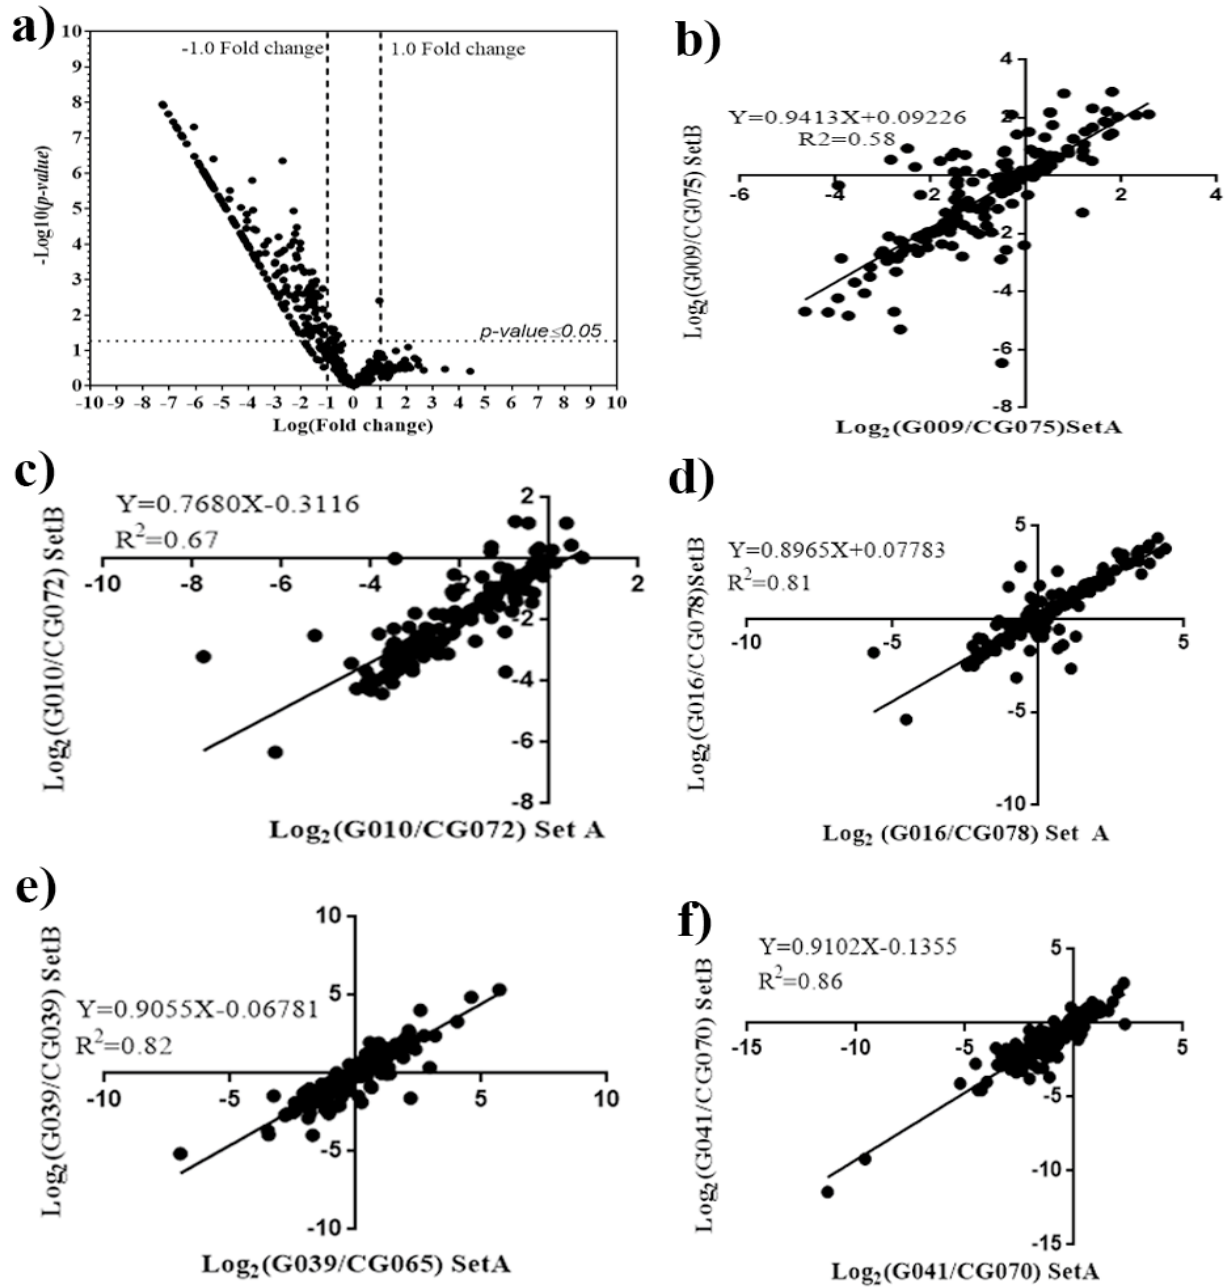 a)
10
9
8
7
6
5
4
3
2
1
0
-Log10(p-value)
-1.0 Fold change
1.0 Fold change
p-value≤0.05
-10 -9 -8 -7 -6 -5 -4 -3 -2 -1 0 1 2 3 4 5 6 7 8 9 10
Log(Fold change)
b)
Y=0.9413X+0.09226
R2=0.58
4
2
-2
-4
-6
-8
-6 -4 -2 2 4
Log₂(G009/CG075) SetB
Log₂(G009/CG075)SetA
c)
Y=0.7680X-0.3116
R²=0.67
2
-2
-4
-6
-8
-10 -8 -6 -4 -2 2
Log₂(G010/CG072) SetB
Log₂(G010/CG072) Set A
d)
Y=0.8965X+0.07783
R²=0.81
5
-5
-10
-10 -5 5
Log₂(G016/CG078)SetB
Log₂ (G016/CG078) Set A
e)
Y=0.9055X-0.06781
R²=0.82
10
5
-5
-10
-10 -5 5 10
Log₂(G039/CG039) SetB
Log₂(G039/CG065) SetA
f)
Y=0.9102X-0.1355
R²=0.86
5
-5
-10
-15
-15 -10 -5 5
Log₂(G041/CG070) SetB
Log₂(G041/CG070) SetA